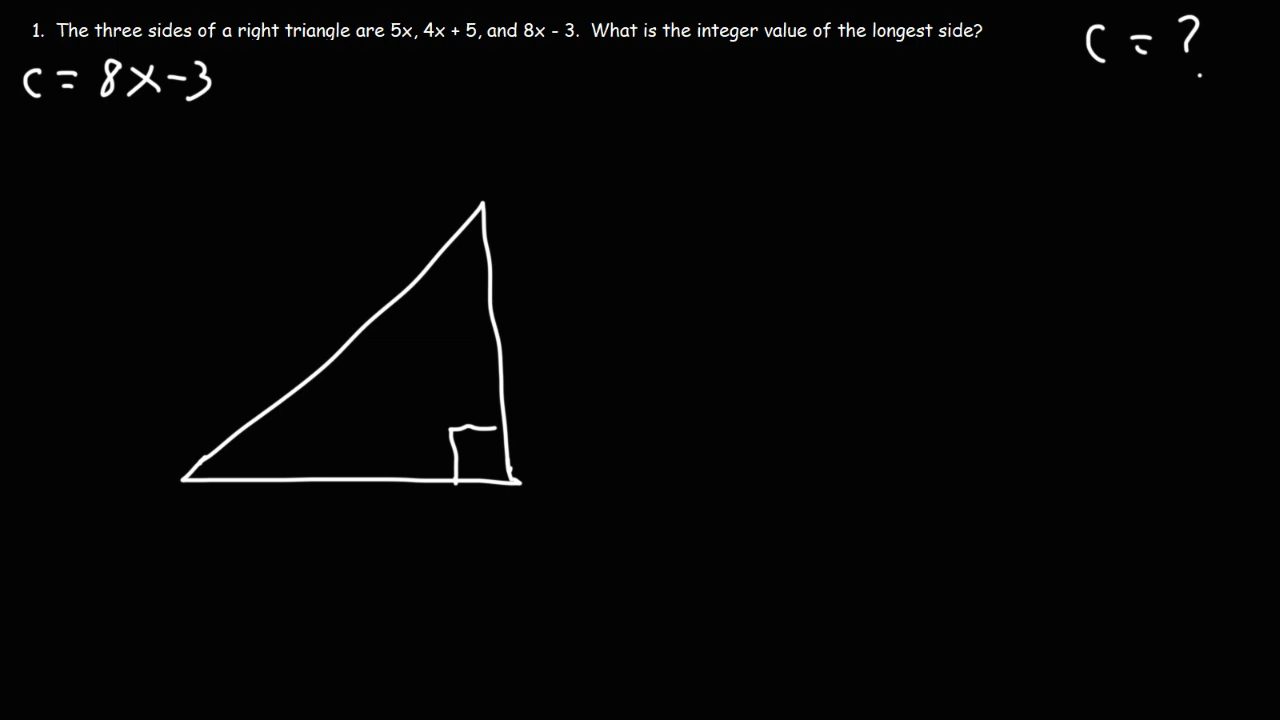 1. The three sides of a right triangle are 5x, 4x + 5, and 8x - 3. What is the integer value of the longest side?
c = ?
c = 8x-3